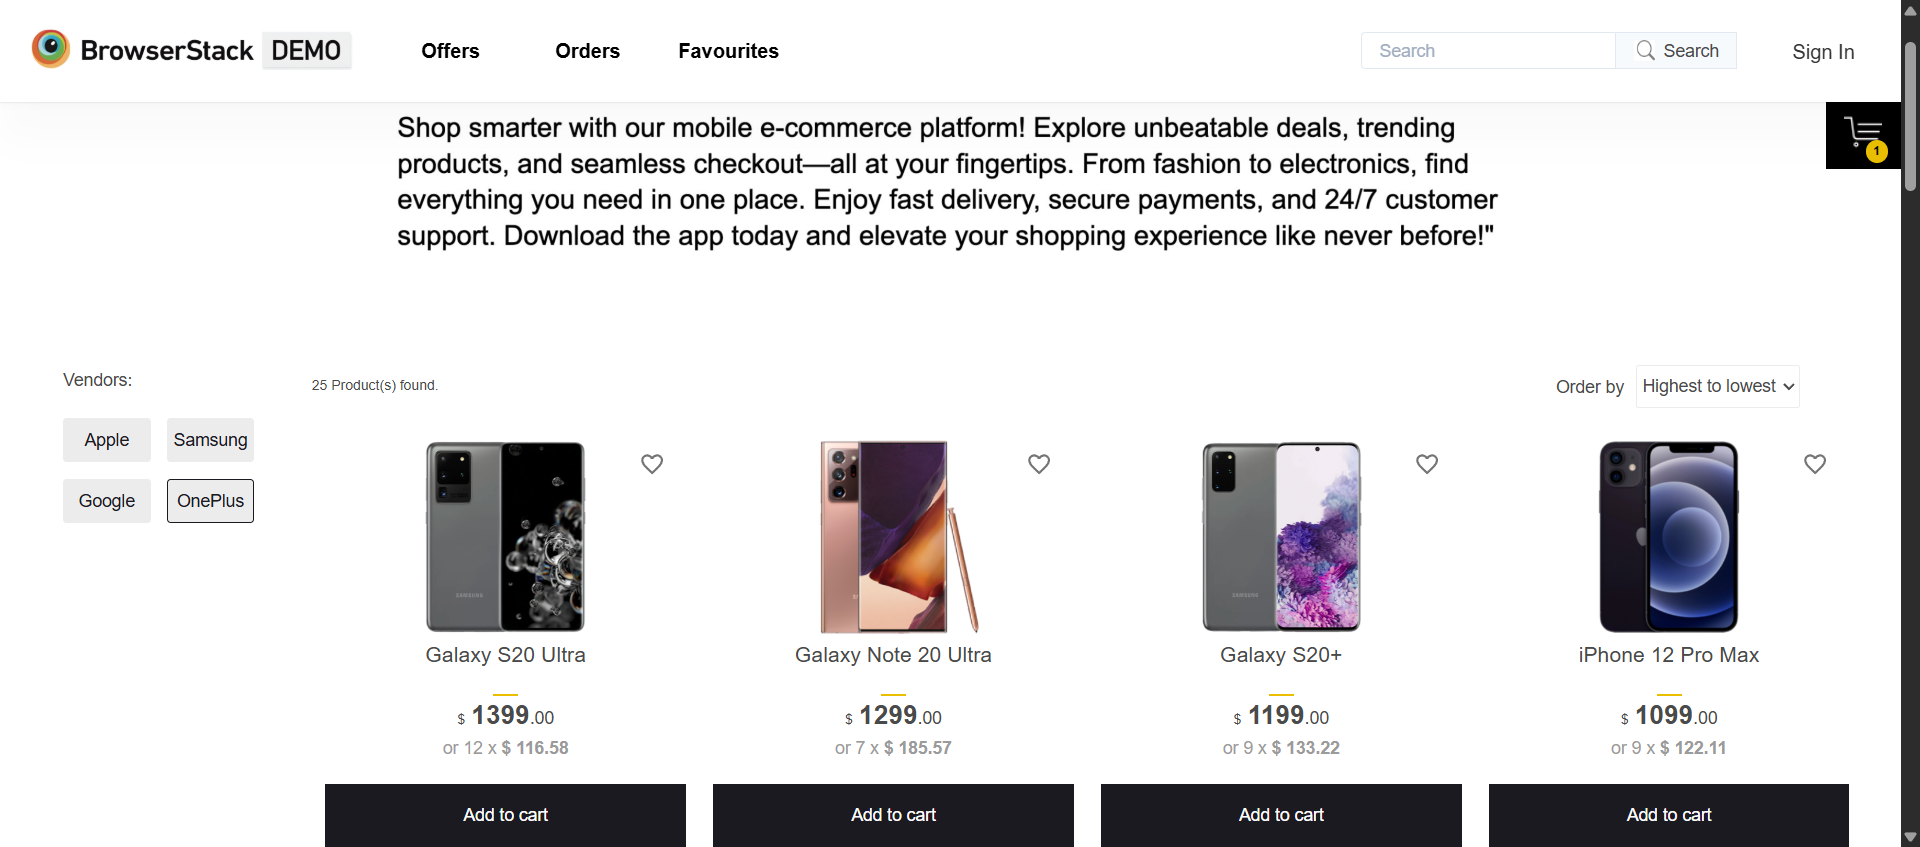 BrowserStack DEMO
Offers
Orders
Favourites
Search
Search
Sign In
1
Shop smarter with our mobile e-commerce platform! Explore unbeatable deals, trending
products, and seamless checkout—all at your fingertips. From fashion to electronics, find
everything you need in one place. Enjoy fast delivery, secure payments, and 24/7 customer
support. Download the app today and elevate your shopping experience like never before!"
Vendors:
Apple
Samsung
Google
OnePlus
25 Product(s) found.
Order by
Highest to lowest
SAMSUNG
Galaxy S20 Ultra
$ 1399.00
or 12 x $ 116.58
Add to cart
Galaxy Note 20 Ultra
$ 1299.00
or 7 x $ 185.57
Add to cart
SAMSUNG
Galaxy S20+
$ 1199.00
or 9 x $ 133.22
Add to cart
iPhone 12 Pro Max
$ 1099.00
or 9 x $ 122.11
Add to cart